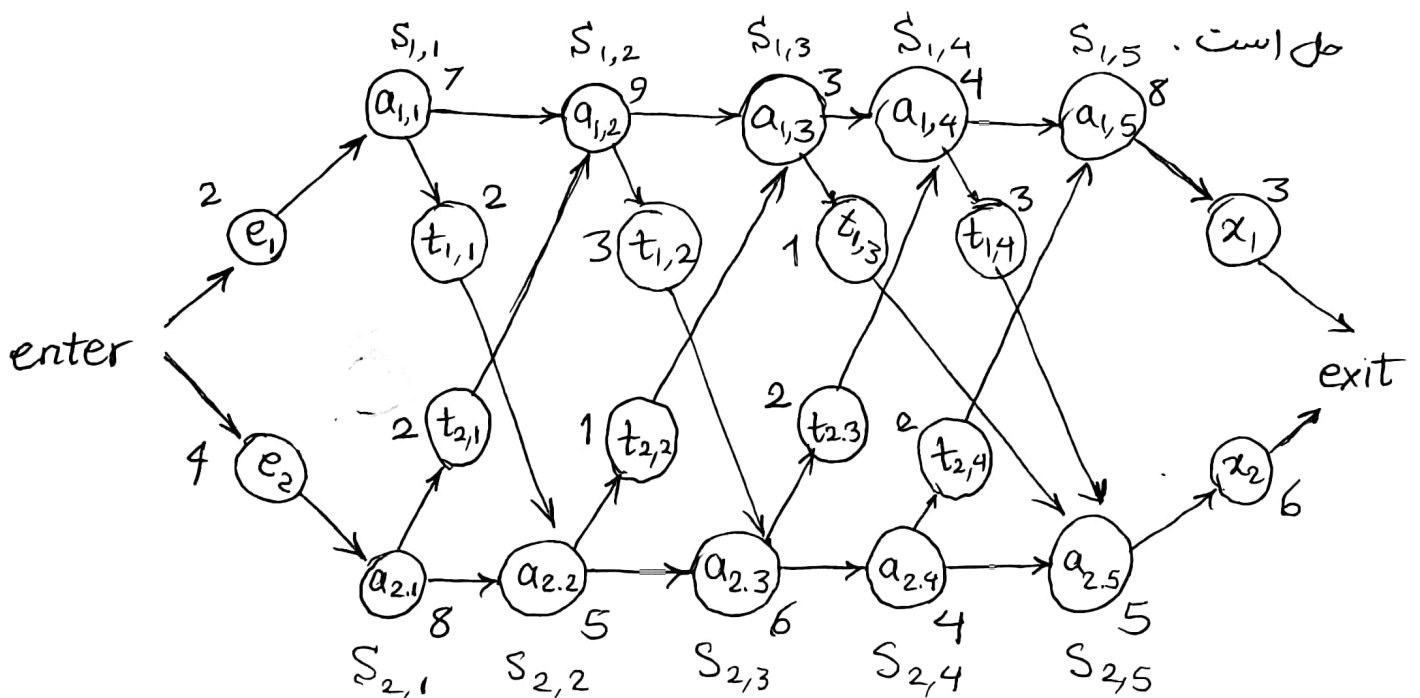 S1,1 S1,2 S1,3 S1,4 S1,5 . حل است
7 9 3 4 8
a1,1 a1,2 a1,3 a1,4 a1,5
2 2 3 3
e1 t1,1 3 t1,2 1 t1,3 t1,4 x1
enter exit
4 e2 2 t2,1 1 t2,2 2 t2.3 t2,4 x2 6
a2.1 a2.2 a2.3 a2.4 a2.5
8 5 6 4 5
S2,1 S2,2 S2,3 S2,4 S2,5